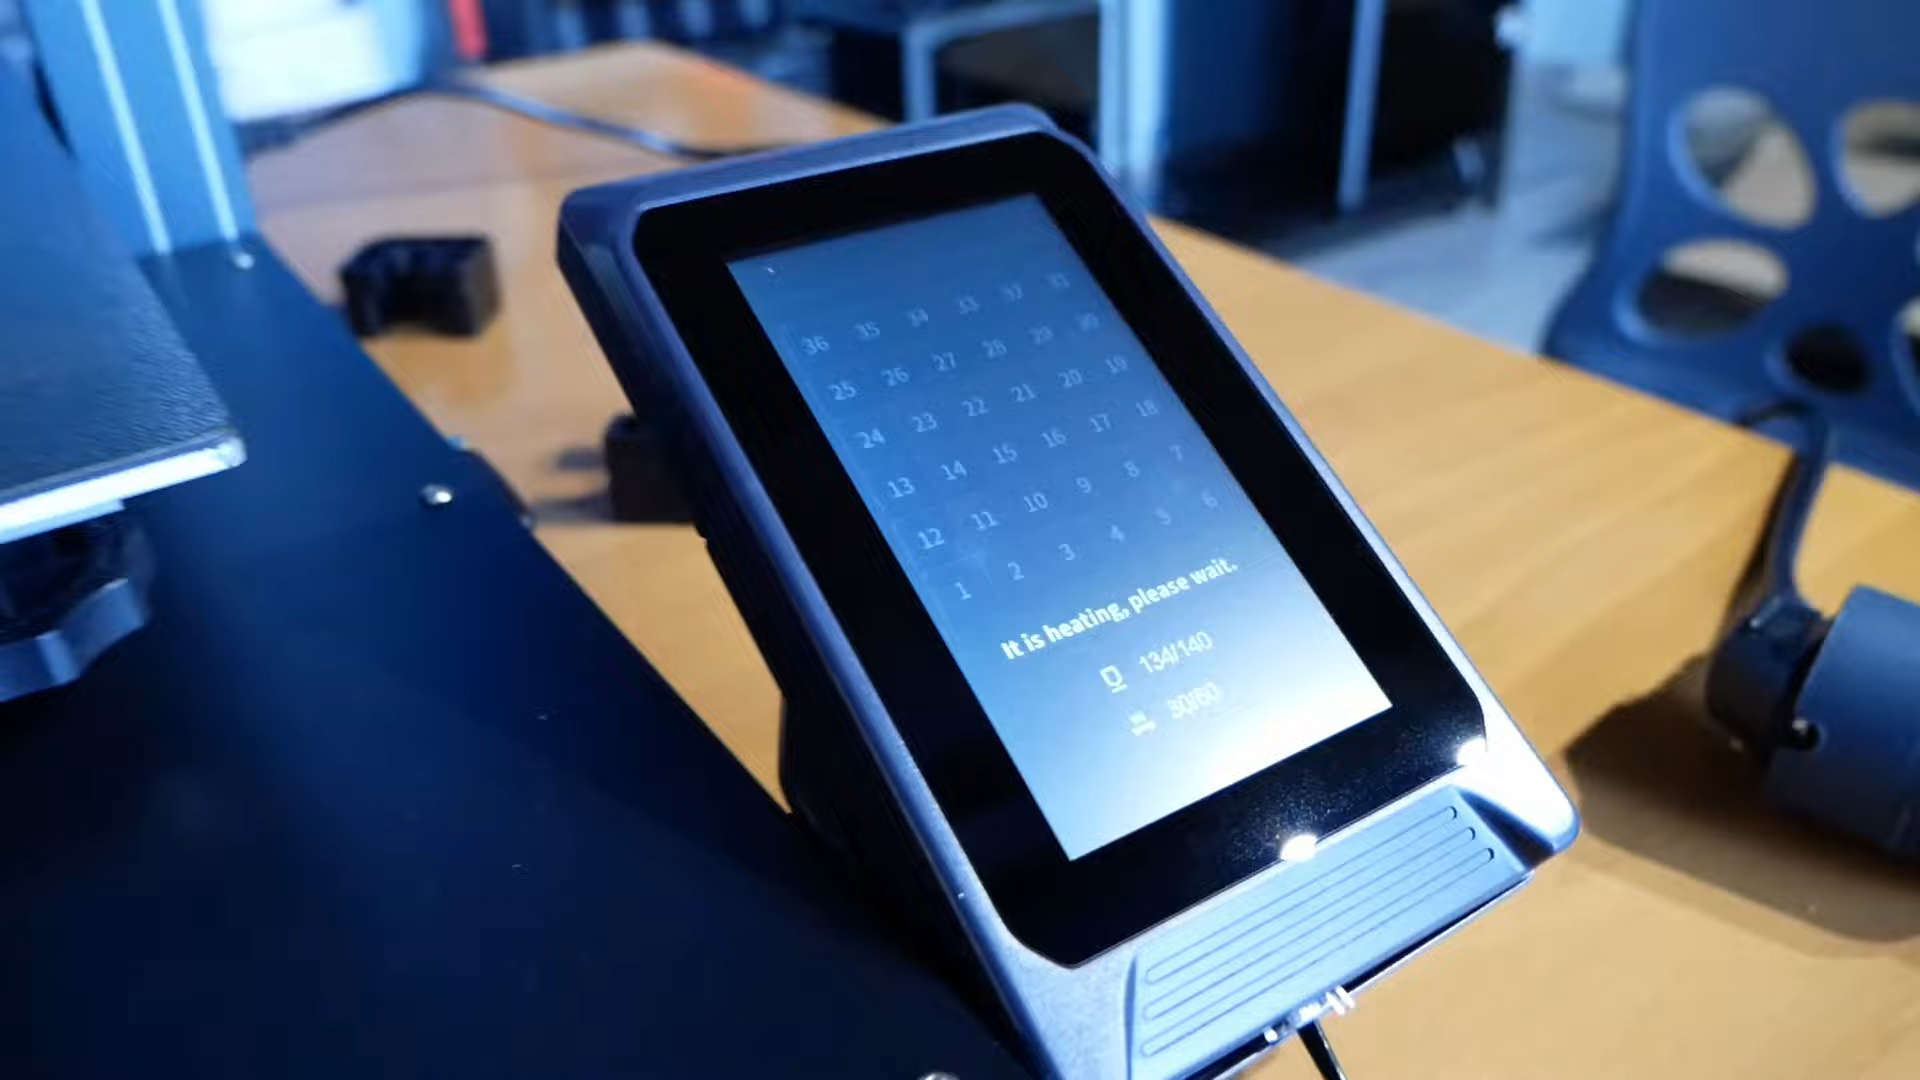 36 35 34 33 32 31
25 26 27 28 29 30
24 23 22 21 20 19
13 14 15 16 17 18
12 11 10 9 8 7
1 2 3 4 5 6
It is heating, please wait.
134/140
30/60